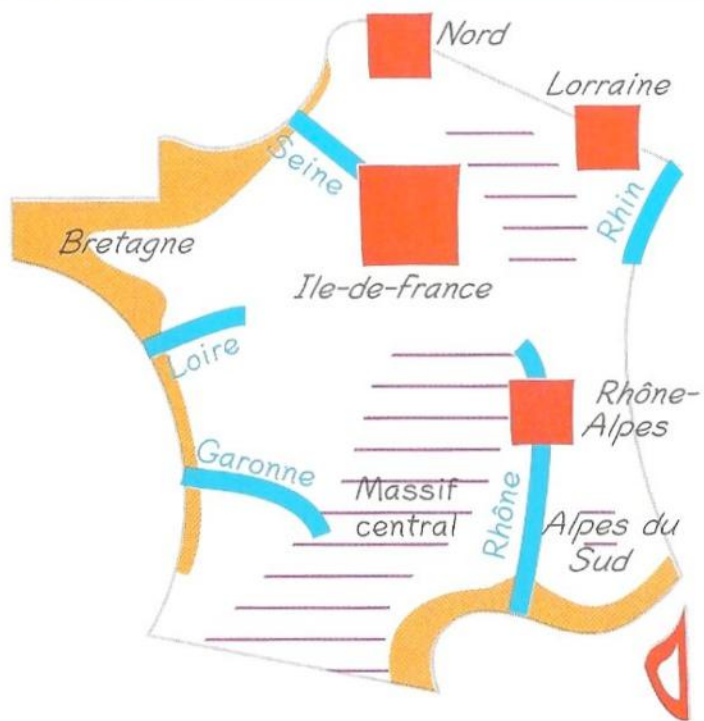 Nord
Lorraine
Seine
Rhin
Bretagne
Ile-de-France
Loire
Rhône-
Alpes
Garonne
Massif
central
Rhône
Alpes du
Sud